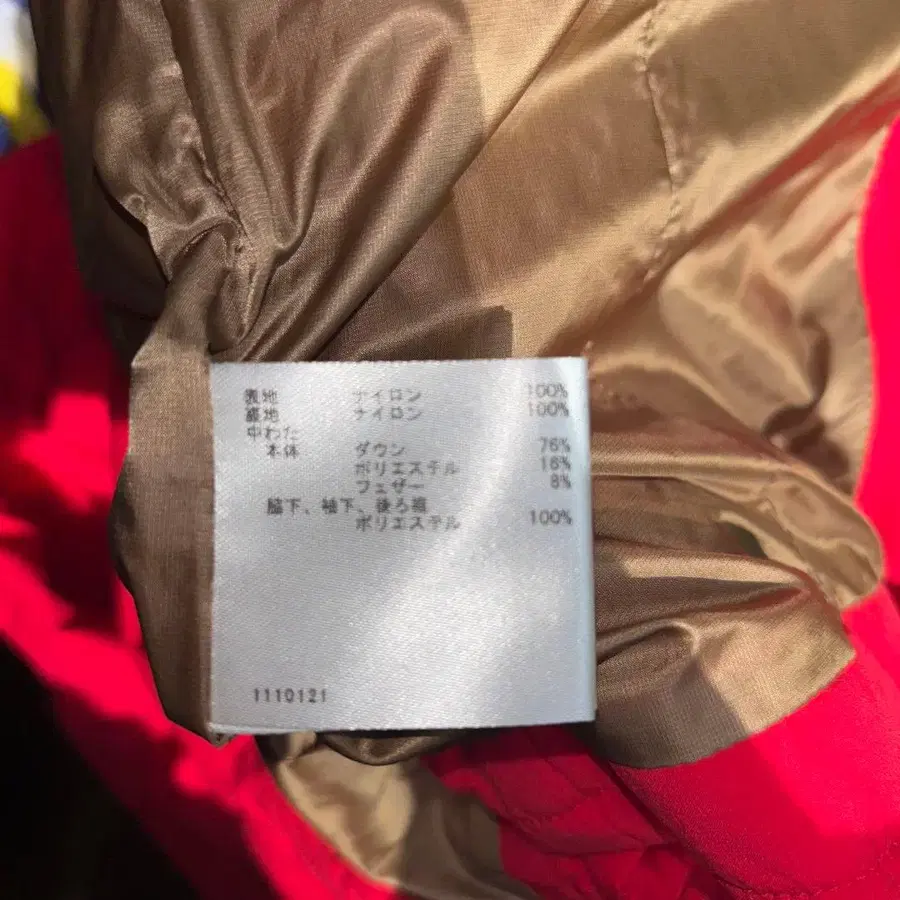 表地 ナイロン 100%
裏地 ナイロン 100%
中わた
本体 ダウン 76%
ポリエステル 16%
フェザー 8%
脇下、袖下、後ろ裾
ポリエステル 100%
1110121